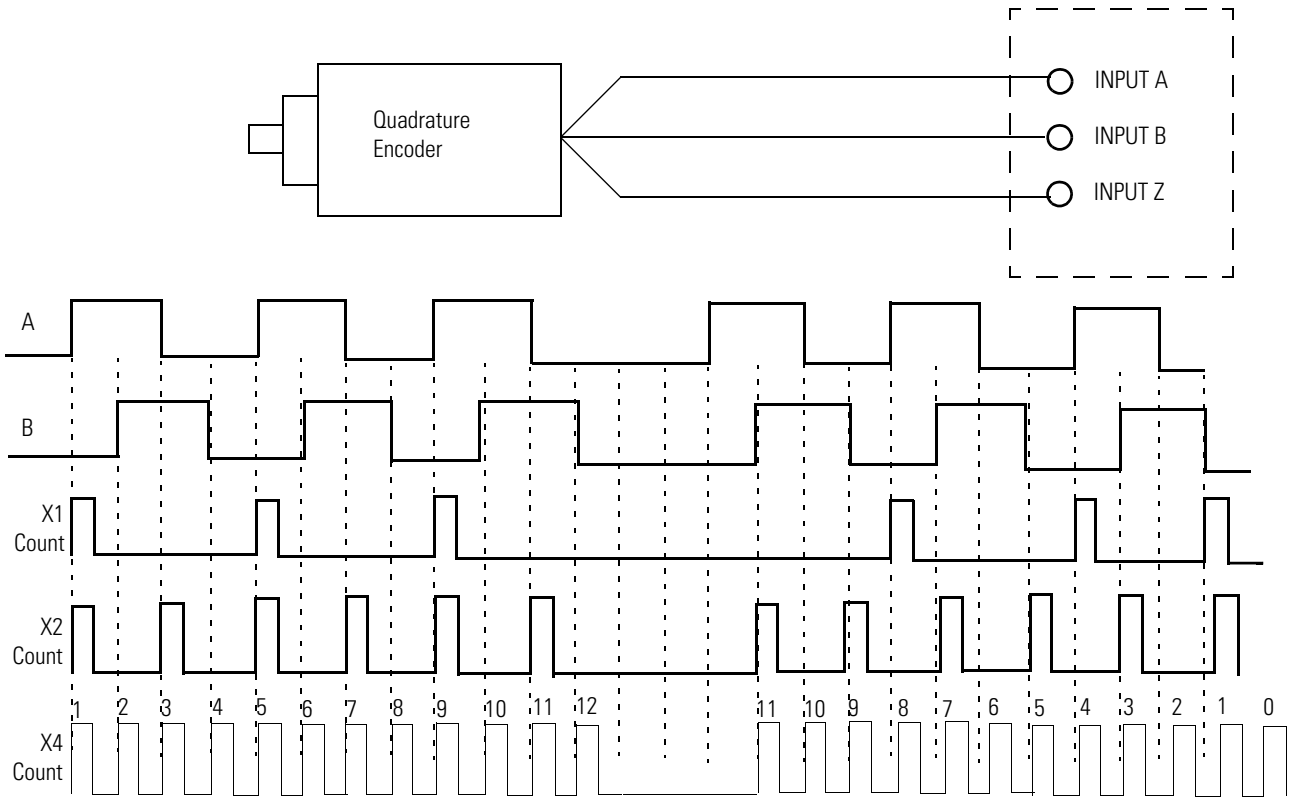 Quadrature
Encoder
INPUT A
INPUT B
INPUT Z
A
B
X1
Count
X2
Count
1 2 3 4 5 6 7 8 9 10 11 12 11 10 9 8 7 6 5 4 3 2 1 0
X4
Count